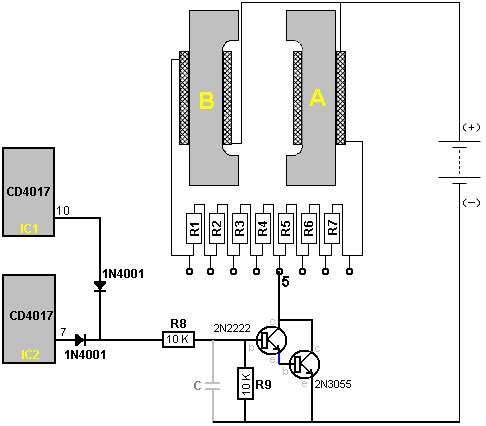 B
A
(+)
(−)
CD4017
10
IC1
R1 R2 R3 R4 R5 R6 R7
1N4001
5
CD4017
7
IC2
1N4001
R8
10 K
2N2222
c
b
e
c
b
e
2N3055
C
10 K
R9